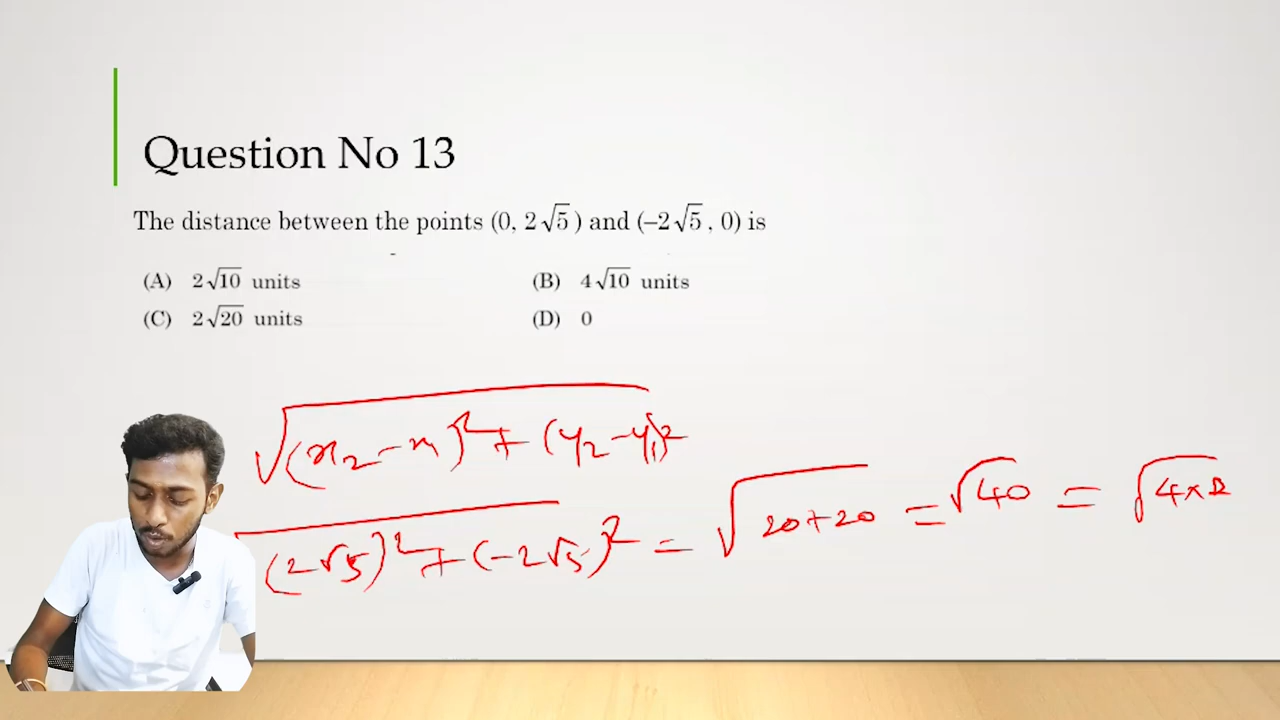 Question No 13
The distance between the points (0, 2√5) and (–2√5, 0) is
(A) 2√10 units (B) 4√10 units
(C) 2√20 units (D) 0
√(x₂-x₁)²+(y₂-y₁)²
√(2√5)²+(-2√5)² = √20+20 = √40 = √4×